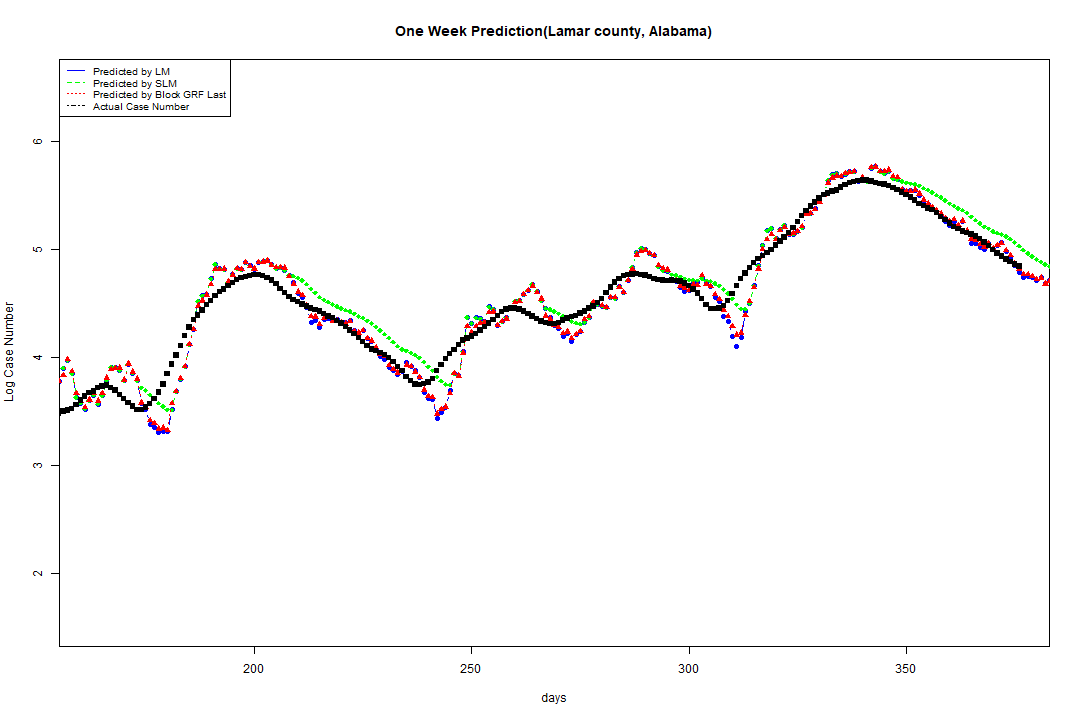 One Week Prediction(Lamar county, Alabama)
Predicted by LM
Predicted by SLM
Predicted by Block GRF Last
Actual Case Number
6
5
4
3
2
Log Case Number
200
250
300
350
days